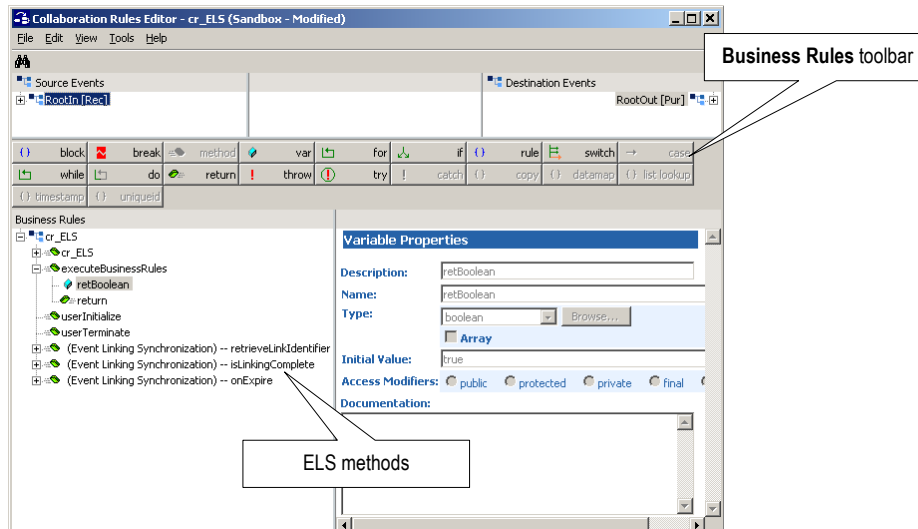 Collaboration Rules Editor - cr_ELS (Sandbox - Modified)
File Edit View Tools Help
Business Rules toolbar
Source Events
Destination Events
RootIn [Rec]
RootOut [Pur]
{} block break method var for if {} rule switch case
while do return throw try catch {} copy {} datamap {} list lookup
{} timestamp {} uniqueid
Business Rules
cr_ELS
cr_ELS
executeBusinessRules
retBoolean
return
userInitialize
userTerminate
(Event Linking Synchronization) -- retrieveLinkIdentifier
(Event Linking Synchronization) -- isLinkingComplete
(Event Linking Synchronization) -- onExpire
Variable Properties
Description: retBoolean
Name: retBoolean
Type: boolean Browse...
Array
Initial Value: true
Access Modifiers: public protected private final
Documentation:
ELS methods